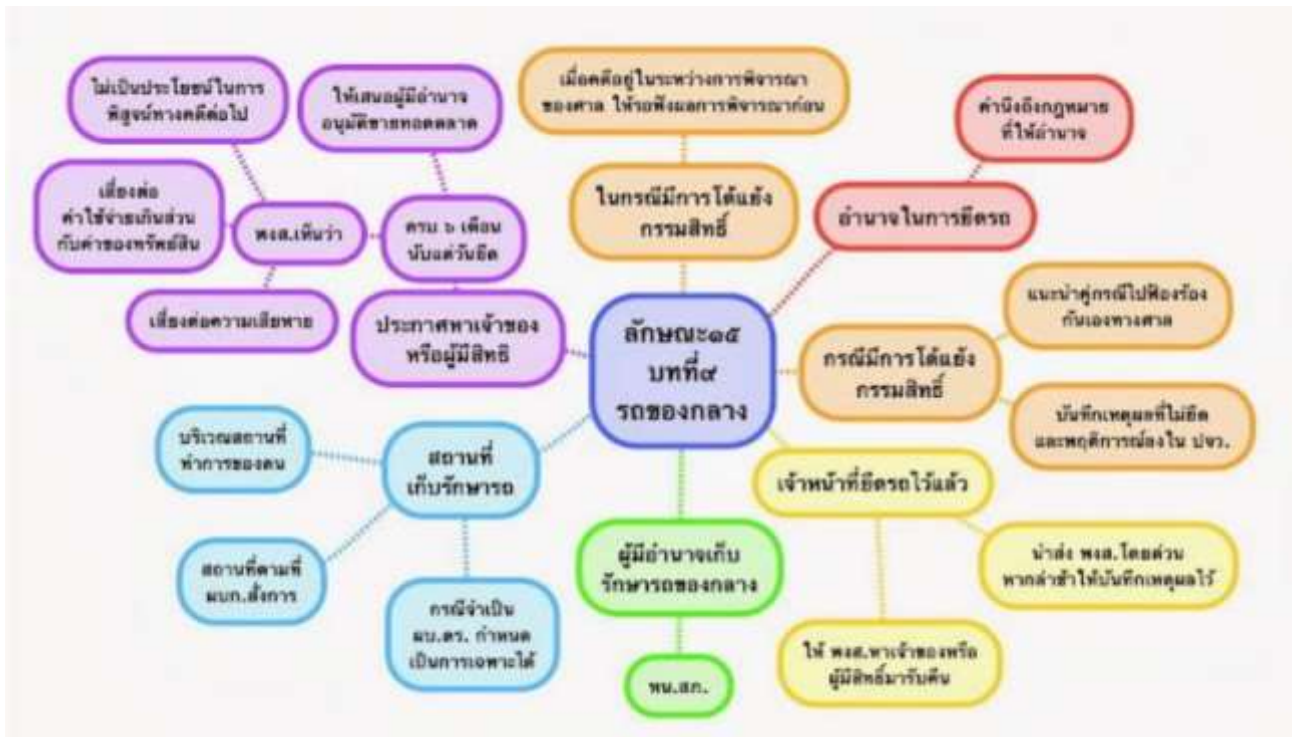 ไม่เป็นประโยชน์ในการ
พิสูจน์ทางคดีต่อไป
ให้เสนอผู้มีอำนาจ
อนุมัติขายทอดตลาด
เมื่อคดีอยู่ในระหว่างการพิจารณา
ของศาล ให้รอฟังผลการพิจารณาก่อน
คำนึงถึงกฎหมาย
ที่ให้อำนาจ
เสี่ยงต่อ
ค่าใช้จ่ายเกินส่วน
กับค่าของทรัพย์สิน
พงส.เห็นว่า
ครบ ๖ เดือน
นับแต่วันยึด
ในกรณีมีการโต้แย้ง
กรรมสิทธิ์
อำนาจในการยึดรถ
เสี่ยงต่อความเสียหาย
ประกาศหาเจ้าของ
หรือผู้มีสิทธิ
ลักษณะ๑๕
บทที่๙
รถของกลาง
แนะนำคู่กรณีไปฟ้องร้อง
กันเองทางศาล
กรณีมีการโต้แย้ง
กรรมสิทธิ์
บันทึกเหตุผลที่ไม่ยึด
และพฤติการณ์ลงใน ปจว.
บริเวณสถานที่
ทำการของตน
สถานที่
เก็บรักษารถ
สถานที่ตามที่
ผบก.สั่งการ
กรณีจำเป็น
ผบ.ตร. กำหนด
เป็นการเฉพาะได้
ผู้มีอำนาจเก็บ
รักษารถของกลาง
หน.สภ.
เจ้าหน้าที่ยึดรถไว้แล้ว
นำส่ง พงส.โดยด่วน
หากล่าช้าให้บันทึกเหตุผลไว้
ให้ พงส.หาเจ้าของหรือ
ผู้มีสิทธิ์มารับคืน